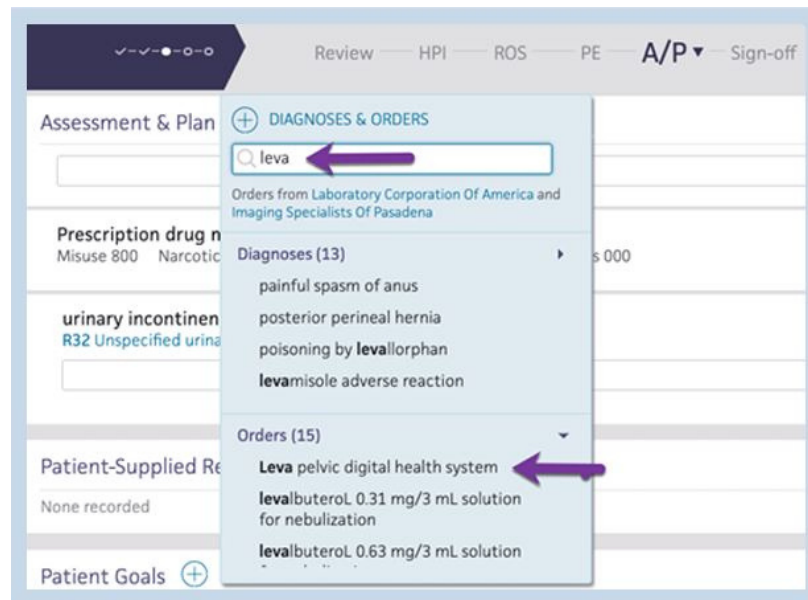 Review HPI ROS PE A/P Sign-off
Assessment & Plan
DIAGNOSES & ORDERS
leva
Orders from Laboratory Corporation Of America and
Imaging Specialists Of Pasadena
Prescription drug
Misuse 800 Narcotic
000
Diagnoses (13)
painful spasm of anus
posterior perineal hernia
poisoning by levallorphan
levamisole adverse reaction
urinary incontinen
R32 Unspecified urina
Orders (15)
Leva pelvic digital health system
levalbuteroL 0.31 mg/3 mL solution
for nebulization
levalbuteroL 0.63 mg/3 mL solution
Patient-Supplied Re
None recorded
Patient Goals